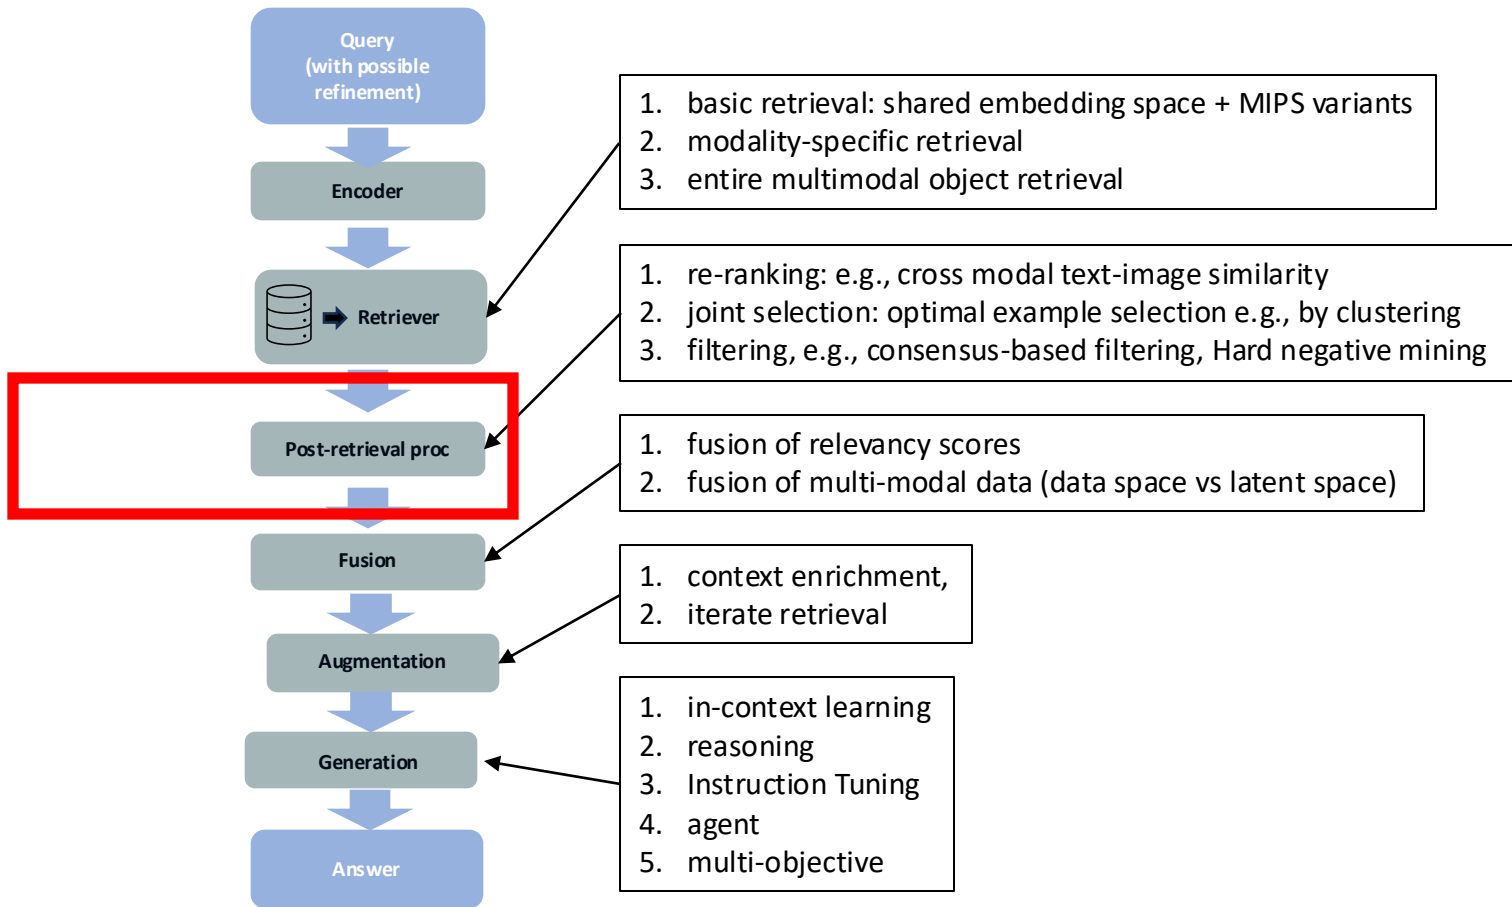 Query
(with possible
refinement)
Encoder
Retriever
Post-retrieval proc
Fusion
Augmentation
Generation
Answer
1. basic retrieval: shared embedding space + MIPS variants
2. modality-specific retrieval
3. entire multimodal object retrieval
1. re-ranking: e.g., cross modal text-image similarity
2. joint selection: optimal example selection e.g., by clustering
3. filtering, e.g., consensus-based filtering, Hard negative mining
1. fusion of relevancy scores
2. fusion of multi-modal data (data space vs latent space)
1. context enrichment,
2. iterate retrieval
1. in-context learning
2. reasoning
3. Instruction Tuning
4. agent
5. multi-objective